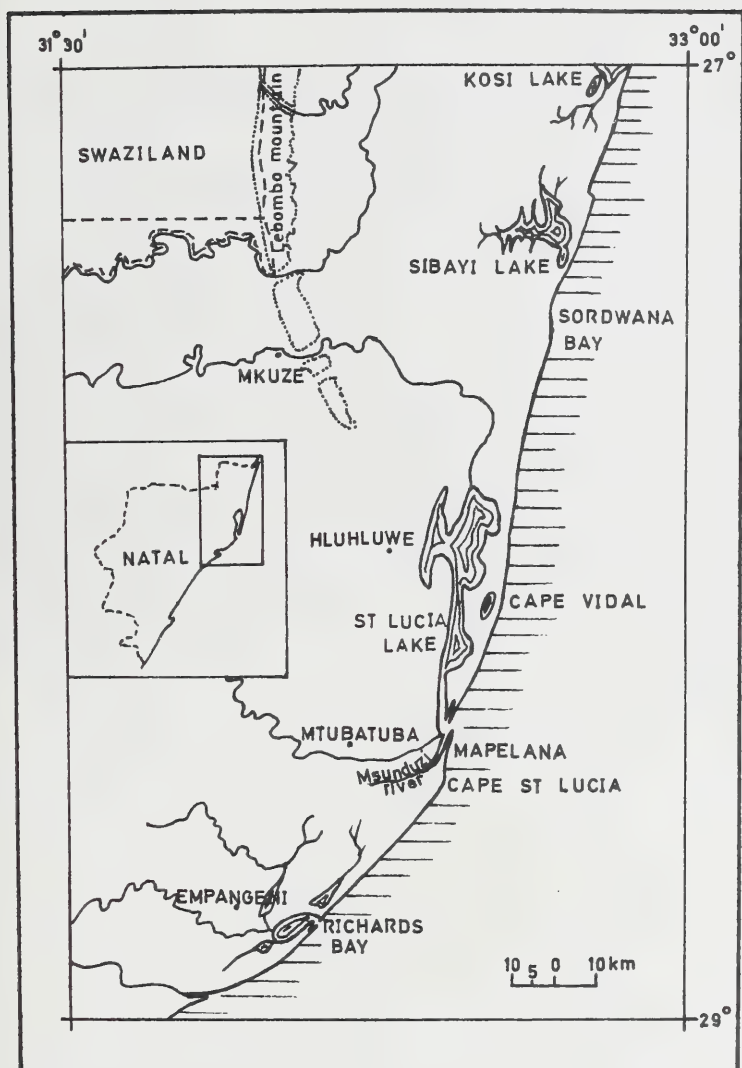 31°30'
33°00'
27°
KOSI LAKE
SWAZILAND
Lebombo mountain
SIBAYI LAKE
SORDWANA
BAY
MKUZE
NATAL
HLUHLUWE
CAPE VIDAL
ST LUCIA
LAKE
MTUBATUBA
MAPELANA
Msunduzi
river
CAPE ST LUCIA
EMPANGENI
RICHARDS
BAY
10 5 0 10km
29°